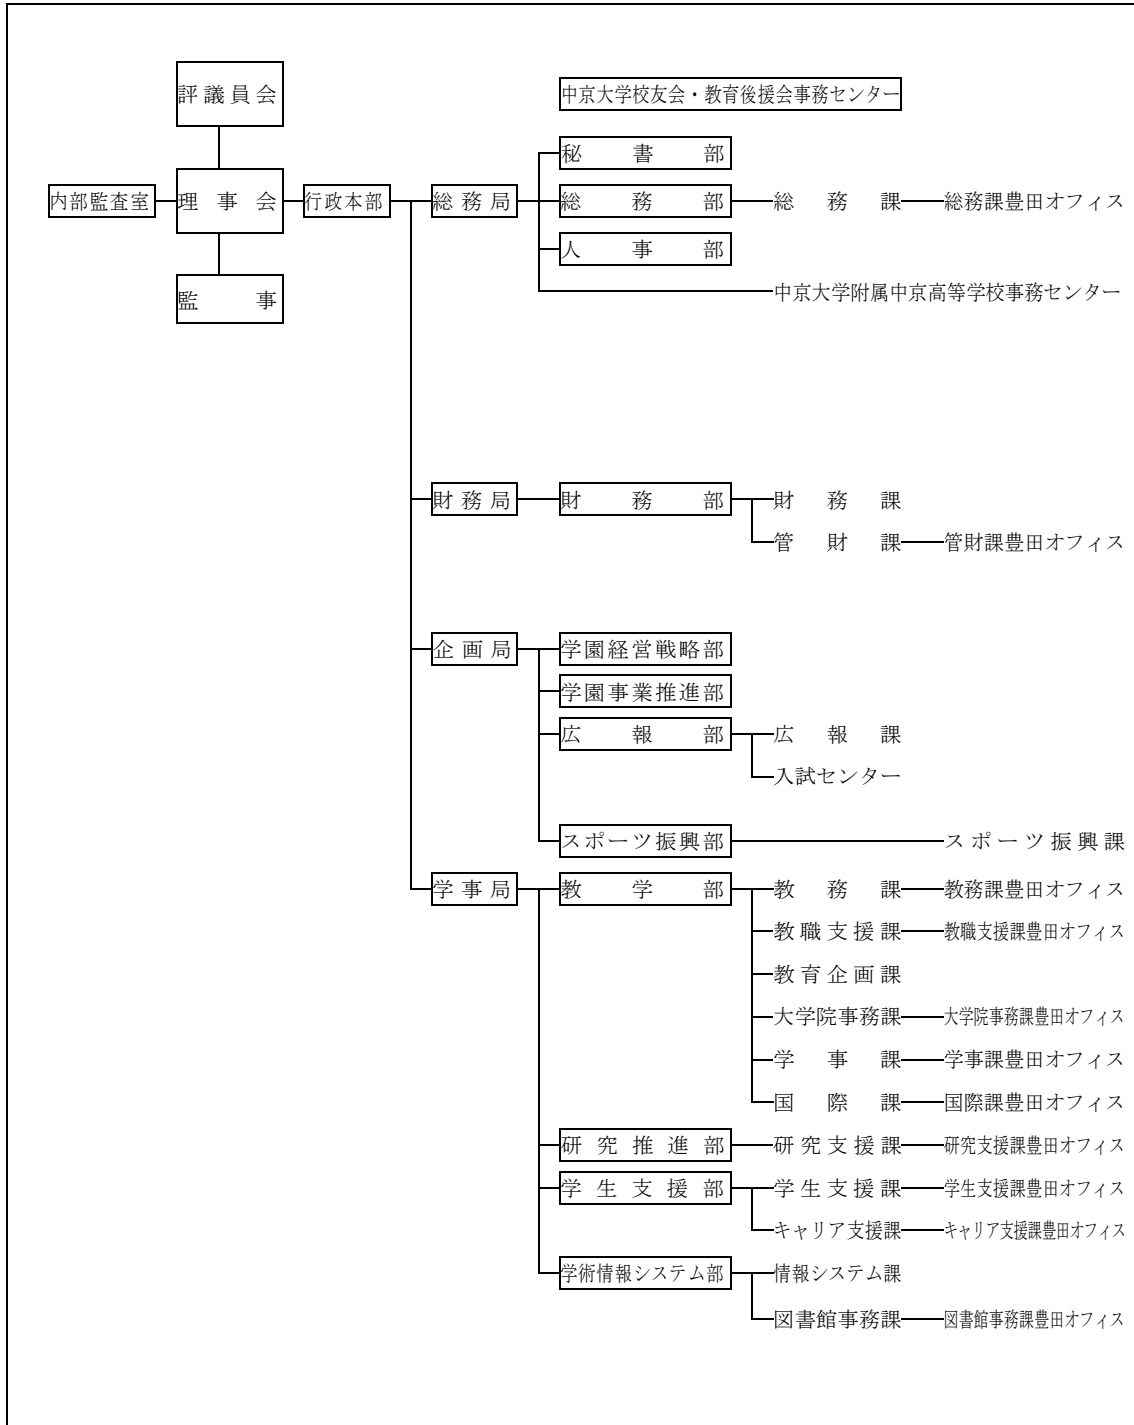 評議員会
中京大学校友会・教育後援会事務センター
秘書部
内部監査室 理事会 行政本部 総務局 総務部 総務課 総務課豊田オフィス
人事部
監事 中京大学附属中京高等学校事務センター
財務局 財務部 財務課
管財課 管財課豊田オフィス
企画局 学園経営戦略部
学園事業推進部
広報部 広報課
入試センター
スポーツ振興部 スポーツ振興課
学事局 教学部 教務課 教務課豊田オフィス
教職支援課 教職支援課豊田オフィス
教育企画課
大学院事務課 大学院事務課豊田オフィス
学事課 学事課豊田オフィス
国際課 国際課豊田オフィス
研究推進部 研究支援課 研究支援課豊田オフィス
学生支援部 学生支援課 学生支援課豊田オフィス
キャリア支援課 キャリア支援課豊田オフィス
学術情報システム部 情報システム課
図書館事務課 図書館事務課豊田オフィス